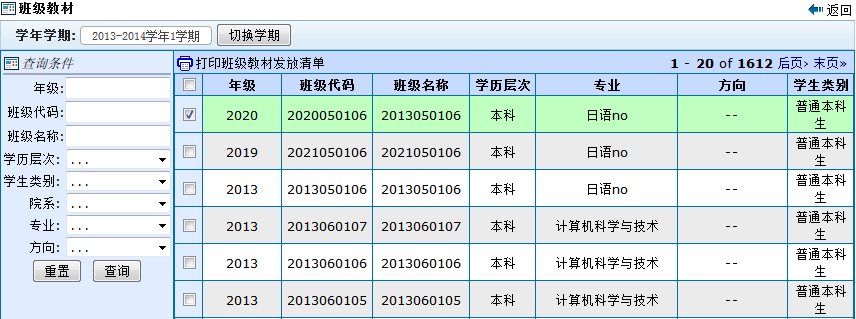 班级教材 返回
学年学期: 2013-2014学年1学期 切换学期
查询条件
年级:
班级代码:
班级名称:
学历层次: ...
学生类别: ...
院系: ...
专业: ...
方向: ...
重置 查询
打印班级教材发放清单 1 - 20 of 1612 后页› 末页»
年级 班级代码 班级名称 学历层次 专业 方向 学生类别
2020 2020050106 2013050106 本科 日语no -- 普通本科生
2019 2021050106 2021050106 本科 日语no -- 普通本科生
2013 2013050106 2013050106 本科 日语no -- 普通本科生
2013 2013060107 2013060107 本科 计算机科学与技术 -- 普通本科生
2013 2013060106 2013060106 本科 计算机科学与技术 -- 普通本科生
2013 2013060105 2013060105 本科 计算机科学与技术 -- 普通本科生